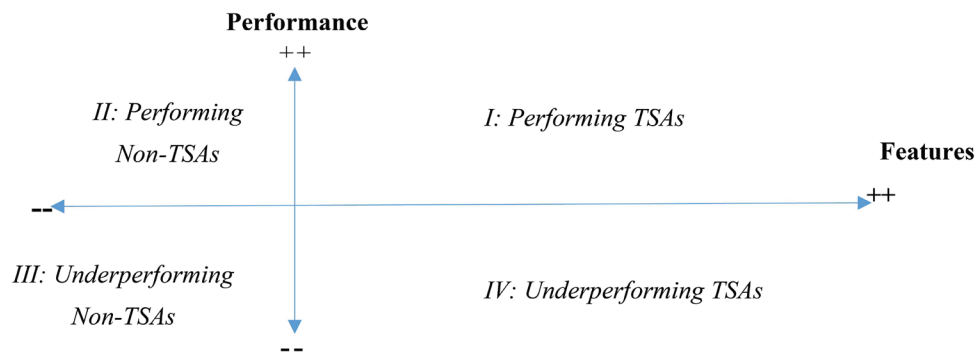 Performance
++
II: Performing
Non-TSAs
I: Performing TSAs
Features
--
++
III: Underperforming
Non-TSAs
IV: Underperforming TSAs
--